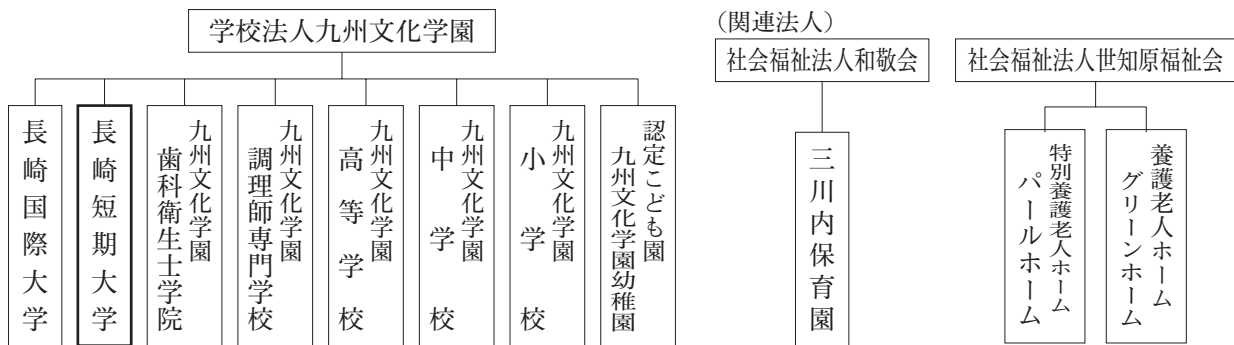 学校法人九州文化学園
長崎国際大学
長崎短期大学
九州文化学園
歯科衛生士学院
九州文化学園
調理師専門学校
九州文化学園
高等学校
九州文化学園
中学校
九州文化学園
小学校
認定こども園
九州文化学園幼稚園
（関連法人）
社会福祉法人和敬会
三川内保育園
社会福祉法人世知原福祉会
特別養護老人ホーム
パールホーム
養護老人ホーム
グリーンホーム